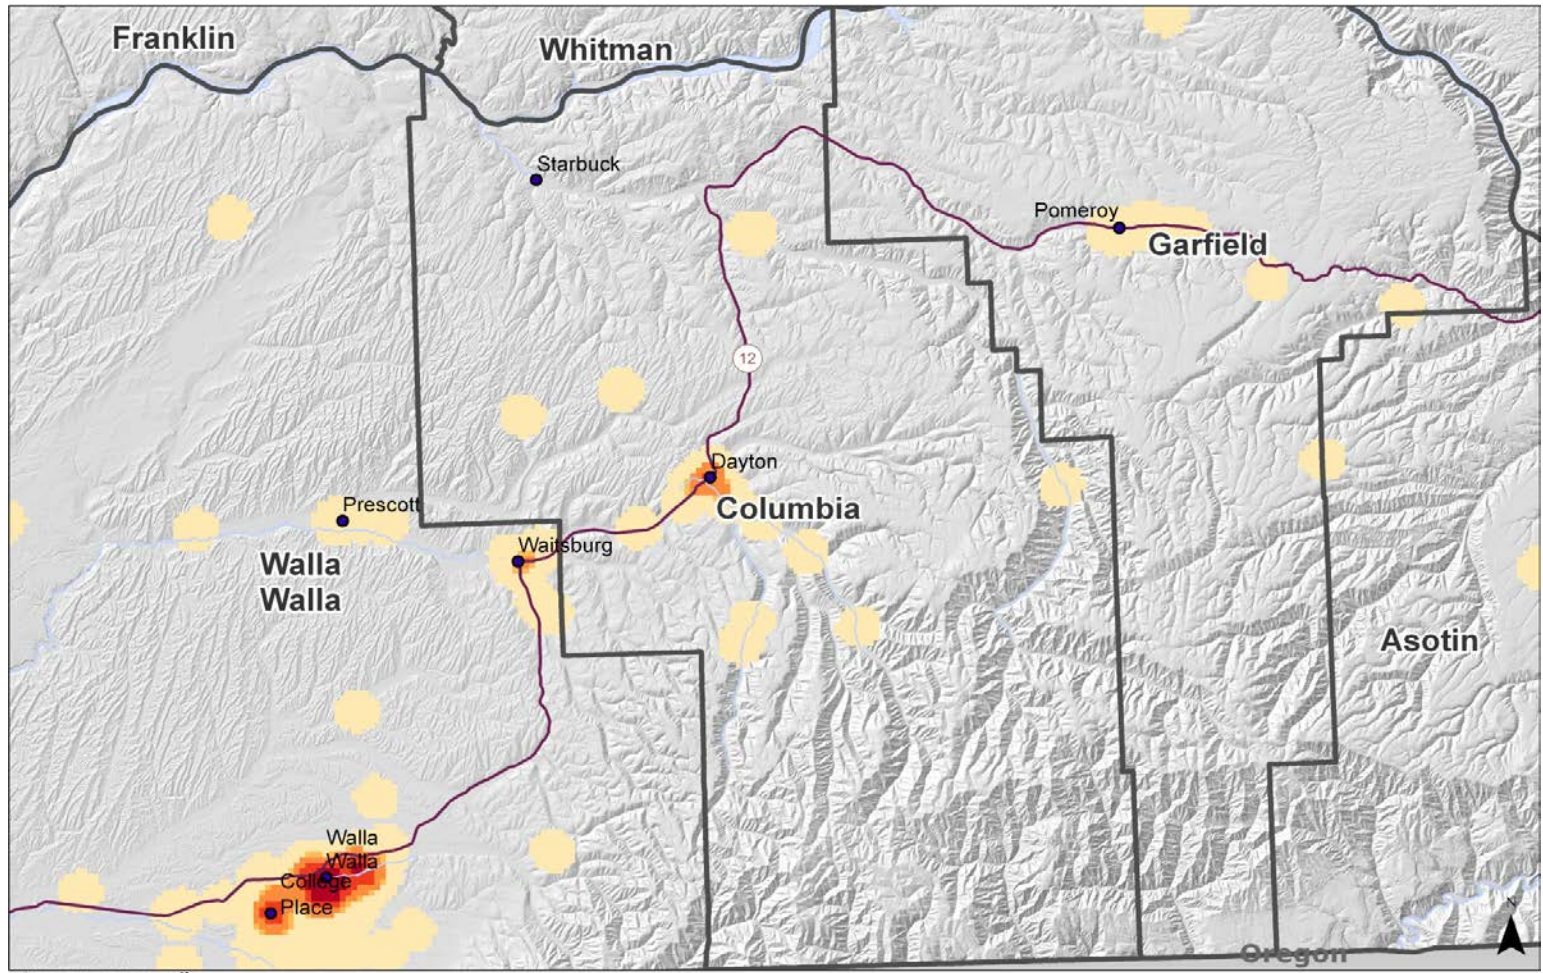 Franklin
Whitman
Starbuck
Pomeroy
Garfield
12
Dayton
Columbia
Prescott
Waitsburg
Walla
Walla
Asotin
Walla
Walla
College
Place
N
Oregon